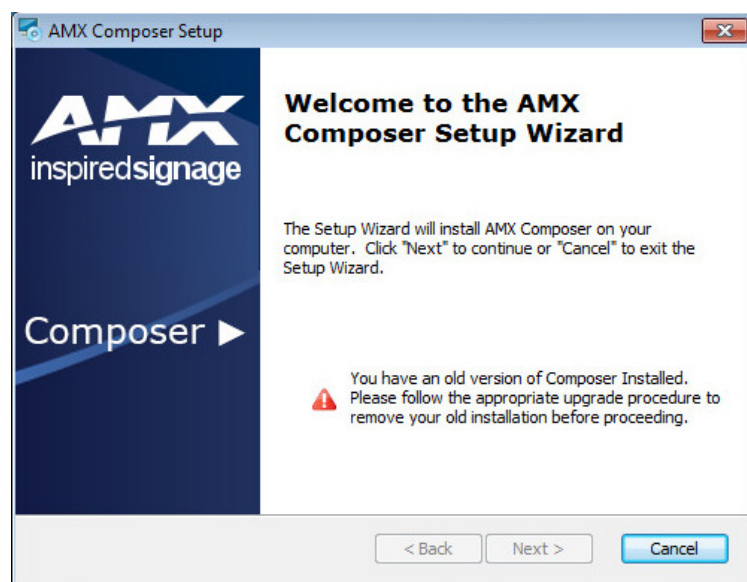 AMX Composer Setup
AMX
inspiredsignage
Composer ▶
Welcome to the AMX
Composer Setup Wizard
The Setup Wizard will install AMX Composer on your
computer. Click "Next" to continue or "Cancel" to exit the
Setup Wizard.
You have an old version of Composer Installed.
Please follow the appropriate upgrade procedure to
remove your old installation before proceeding.
< Back
Next >
Cancel